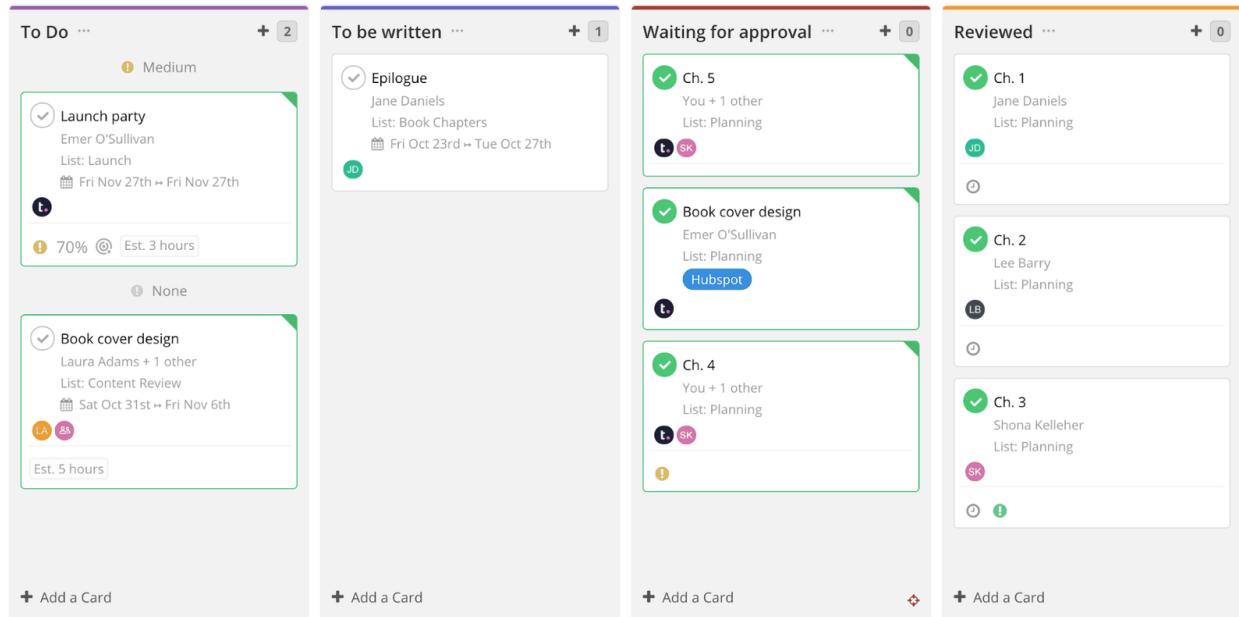 To Do ... + 2
Medium
Launch party
Emer O'Sullivan
List: Launch
Fri Nov 27th ↦ Fri Nov 27th
t.
70% Est. 3 hours
None
Book cover design
Laura Adams + 1 other
List: Content Review
Sat Oct 31st ↦ Fri Nov 6th
LA
Est. 5 hours
+ Add a Card
To be written ... + 1
Epilogue
Jane Daniels
List: Book Chapters
Fri Oct 23rd ↦ Tue Oct 27th
JD
+ Add a Card
Waiting for approval ... + 0
Ch. 5
You + 1 other
List: Planning
t. SK
Book cover design
Emer O'Sullivan
List: Planning
Hubspot
t.
Ch. 4
You + 1 other
List: Planning
t. SK
+ Add a Card
Reviewed ... + 0
Ch. 1
Jane Daniels
List: Planning
JD
Ch. 2
Lee Barry
List: Planning
LB
Ch. 3
Shona Kelleher
List: Planning
SK
+ Add a Card